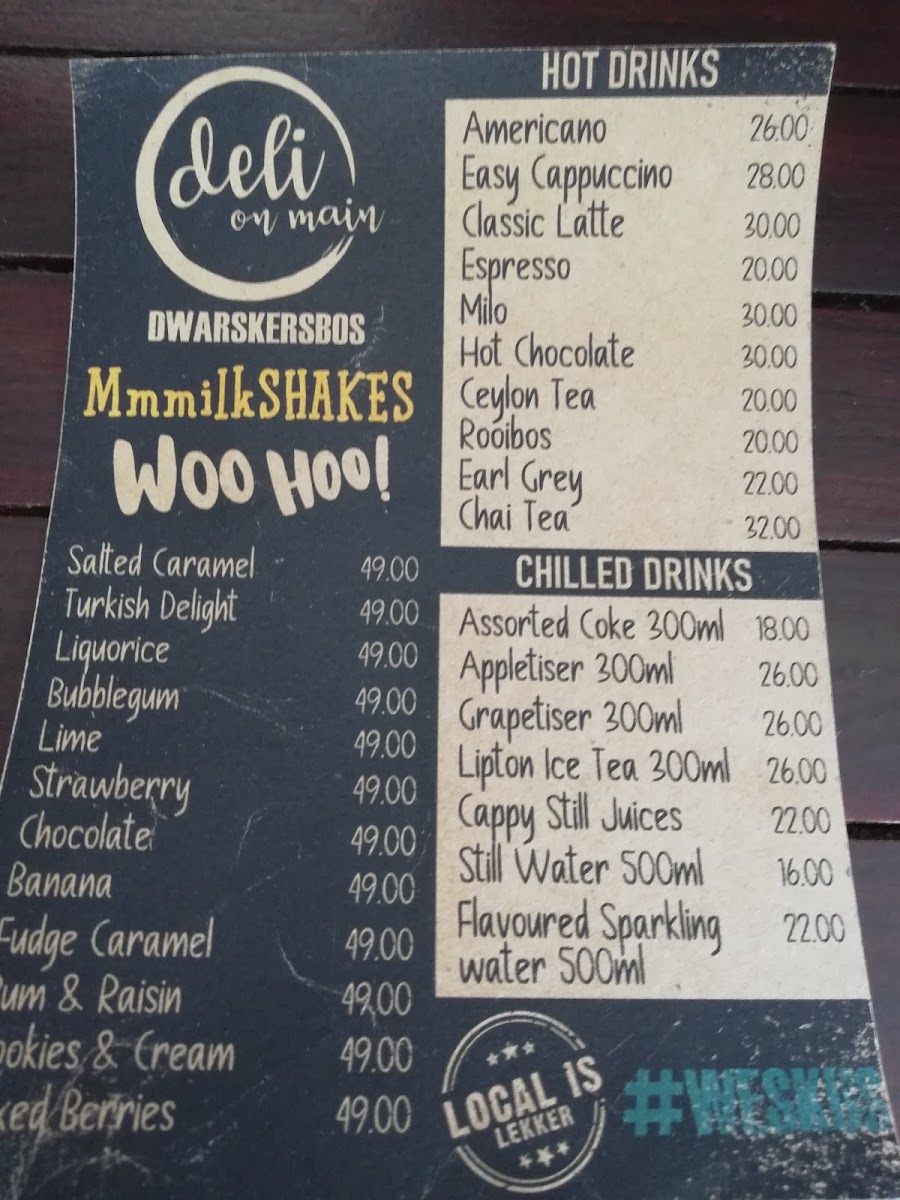 deli
on main
DWARSKERSBOS
MmmilkSHAKES
WOO HOO!
Salted Caramel 49.00
Turkish Delight 49.00
Liquorice 49.00
Bubblegum 49.00
Lime 49.00
Strawberry 49.00
Chocolate 49.00
Banana 49.00
Fudge Caramel 49.00
& Raisin 49.00
& Cream 49.00
Berries 49.00
HOT DRINKS
Americano 26.00
Easy Cappuccino 28.00
Classic Latte 30.00
Espresso 20.00
Milo 30.00
Hot Chocolate 30.00
Ceylon Tea 20.00
Rooibos 20.00
Earl Grey 22.00
Chai Tea 32.00
CHILLED DRINKS
Assorted Coke 300ml 18.00
Appletiser 300ml 26.00
Grapetiser 300ml 26.00
Lipton Ice Tea 300ml 26.00
Cappy Still Juices 22.00
Still Water 500ml 16.00
Flavoured Sparkling 22.00
water 500ml
LOCAL IS
LEKKER